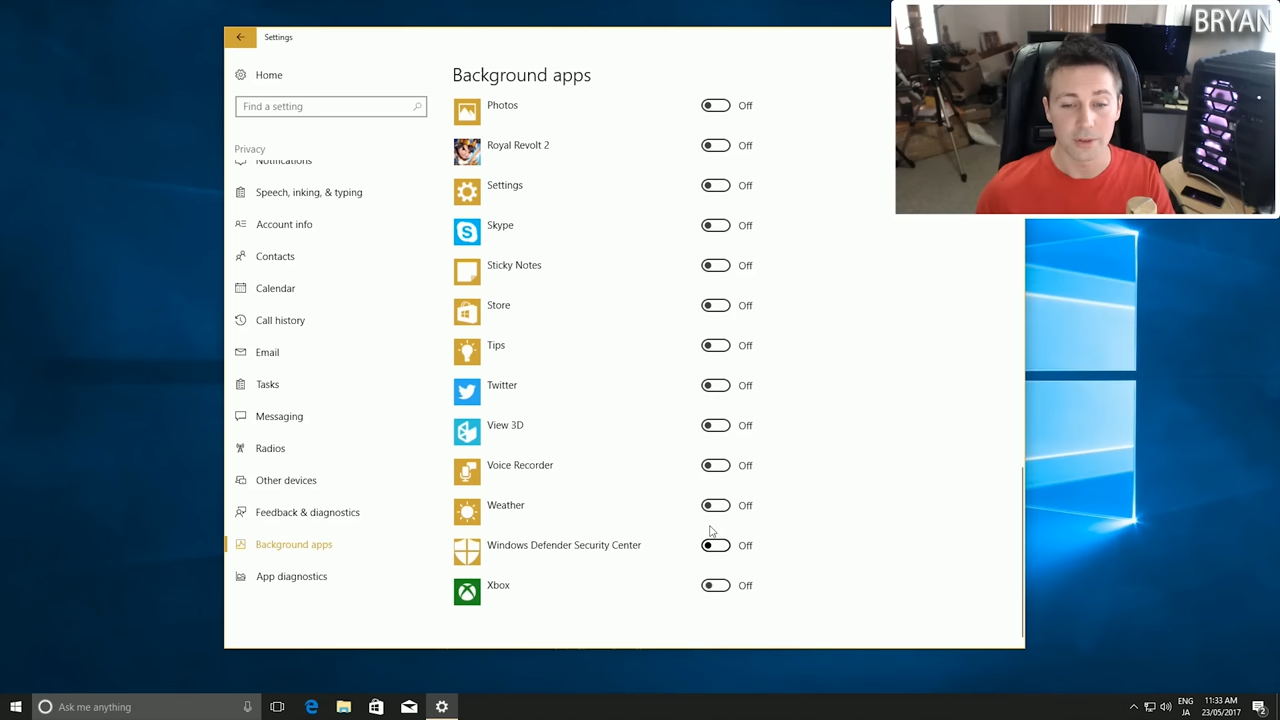 BRYAN
Settings
Home
Find a setting
Privacy
Notifications
Speech, inking, & typing
Account info
Contacts
Calendar
Call history
Email
Tasks
Messaging
Radios
Other devices
Feedback & diagnostics
Background apps
App diagnostics
Background apps
Photos Off
Royal Revolt 2 Off
Settings Off
Skype Off
Sticky Notes Off
Store Off
Tips Off
Twitter Off
View 3D Off
Voice Recorder Off
Weather Off
Windows Defender Security Center Off
Xbox Off
Ask me anything
ENG 11:33 AM
JA 23/05/2017
2